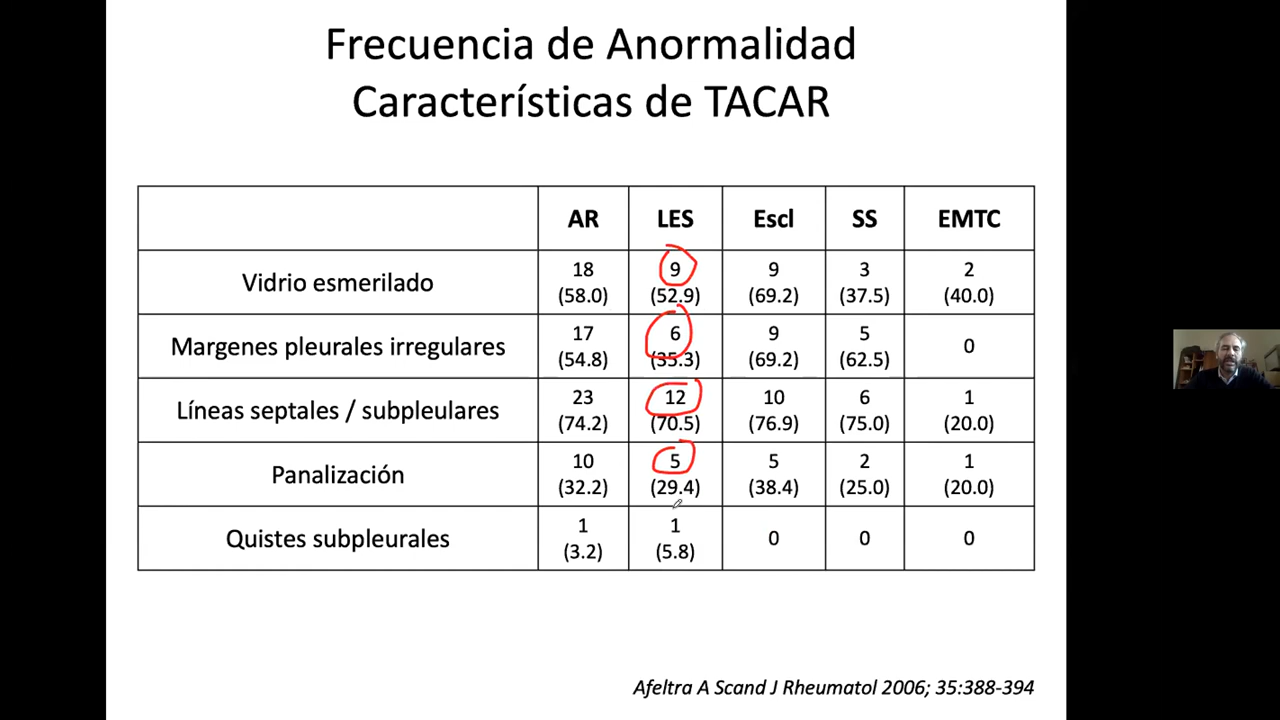 Frecuencia de Anormalidad
Características de TACAR
AR LES Escl SS EMTC
Vidrio esmerilado 18 (58.0) 9 (52.9) 9 (69.2) 3 (37.5) 2 (40.0)
Margenes pleurales irregulares 17 (54.8) 6 (35.3) 9 (69.2) 5 (62.5) 0
Líneas septales / subpleulares 23 (74.2) 12 (70.5) 10 (76.9) 6 (75.0) 1 (20.0)
Panalización 10 (32.2) 5 (29.4) 5 (38.4) 2 (25.0) 1 (20.0)
Quistes subpleurales 1 (3.2) 1 (5.8) 0 0 0
Afeltra A Scand J Rheumatol 2006; 35:388-394